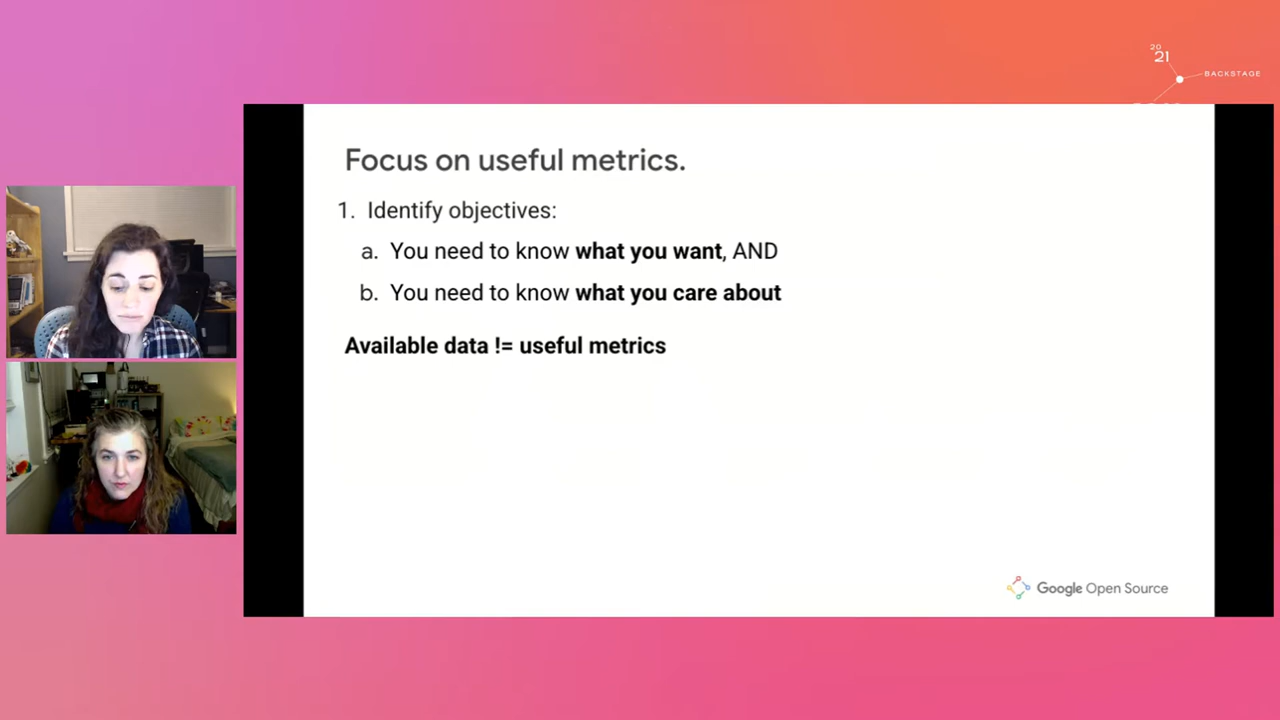 20
21
BACKSTAGE
Focus on useful metrics.
1. Identify objectives:
a. You need to know what you want, AND
b. You need to know what you care about
Available data != useful metrics
Google Open Source